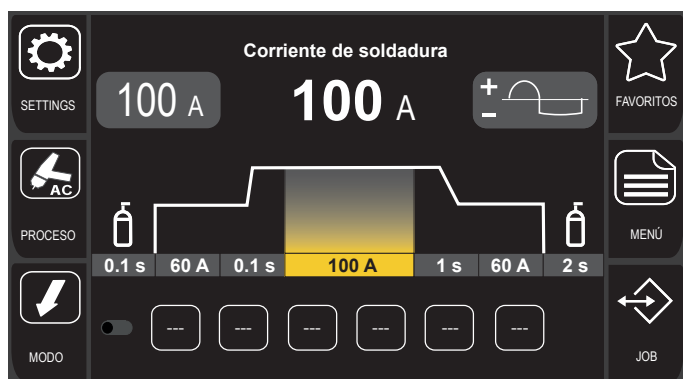 SETTINGS
Corriente de soldadura
FAVORITOS
100 A
100 A
+
-
AC
PROCESO
MENÚ
0.1 s 60 A 0.1 s 100 A 1 s 60 A 2 s
--- --- --- --- --- ---
MODO
JOB